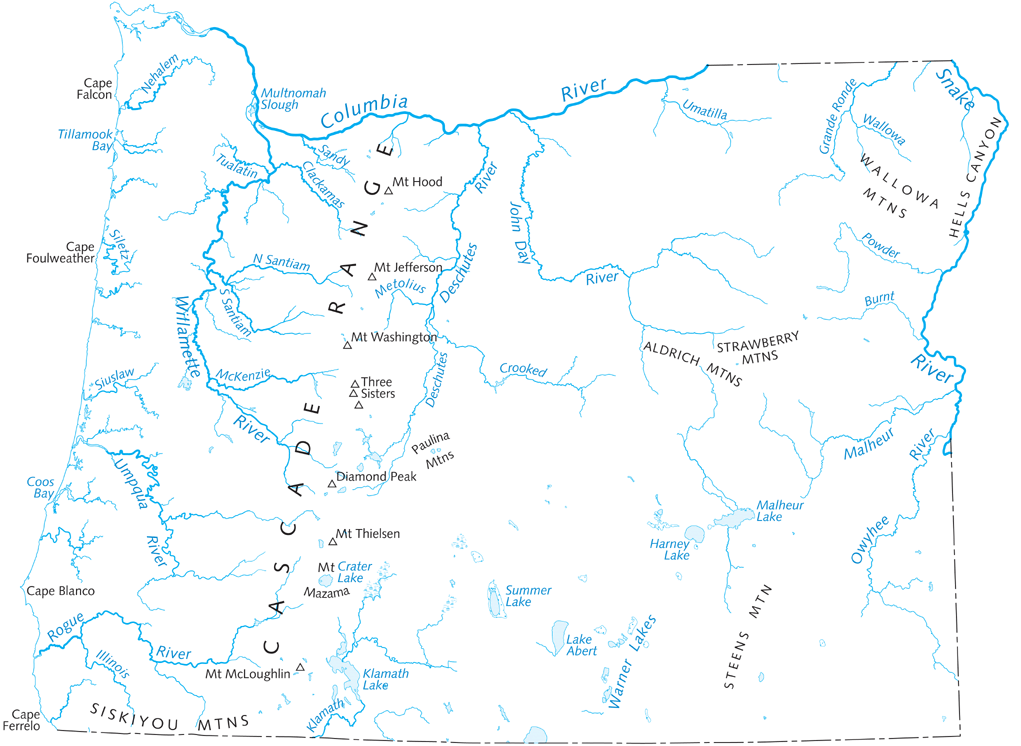 Nehalem
Cape
Falcon
Multnomah
Slough
Columbia
River
Snake
Umatilla
Grande Ronde
Wallowa
Tillamook
Bay
Tualatin
Sandy
Clackamas
WALLOWA
MTNS
HELLS CANYON
Mt Hood
River
John Day
Cape
Foulweather
Siletz
N Santiam
Mt Jefferson
Metolius
Deschutes
River
Powder
Burnt
S Santiam
Willamette
Mt Washington
STRAWBERRY
MTNS
ALDRICH MTNS
River
Siuslaw
McKenzie
Three
Sisters
Deschutes
Crooked
River
Paulina
Mtns
Malheur
River
CASCADE RANGE
Umpqua
River
Coos
Bay
Diamond Peak
Malheur
Lake
Harney
Lake
Owyhee
Mt Thielsen
Mt
Mazama
Crater
Lake
Cape Blanco
Summer
Lake
Lake
Abert
Warner Lakes
STEENS MTN
Rogue
River
Illinois
Mt McLoughlin
Klamath
Lake
Klamath
Cape
Ferrelo
SISKIYOU MTNS